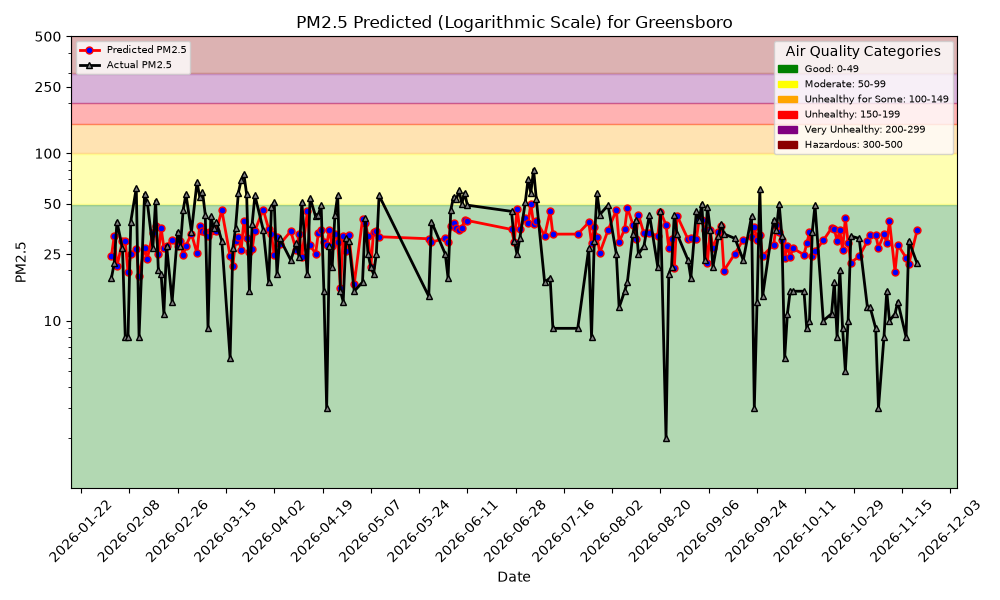 PM2.5 Predicted (Logarithmic Scale) for Greensboro
Predicted PM2.5
Actual PM2.5
Air Quality Categories
Good: 0-49
Moderate: 50-99
Unhealthy for Some: 100-149
Unhealthy: 150-199
Very Unhealthy: 200-299
Hazardous: 300-500
PM2.5
500
250
100
50
25
10
2026-01-22
2026-02-08
2026-02-26
2026-03-15
2026-04-02
2026-04-19
2026-05-07
2026-05-24
2026-06-11
2026-06-28
2026-07-16
2026-08-02
2026-08-20
2026-09-06
2026-09-24
2026-10-11
2026-10-29
2026-11-15
2026-12-03
Date